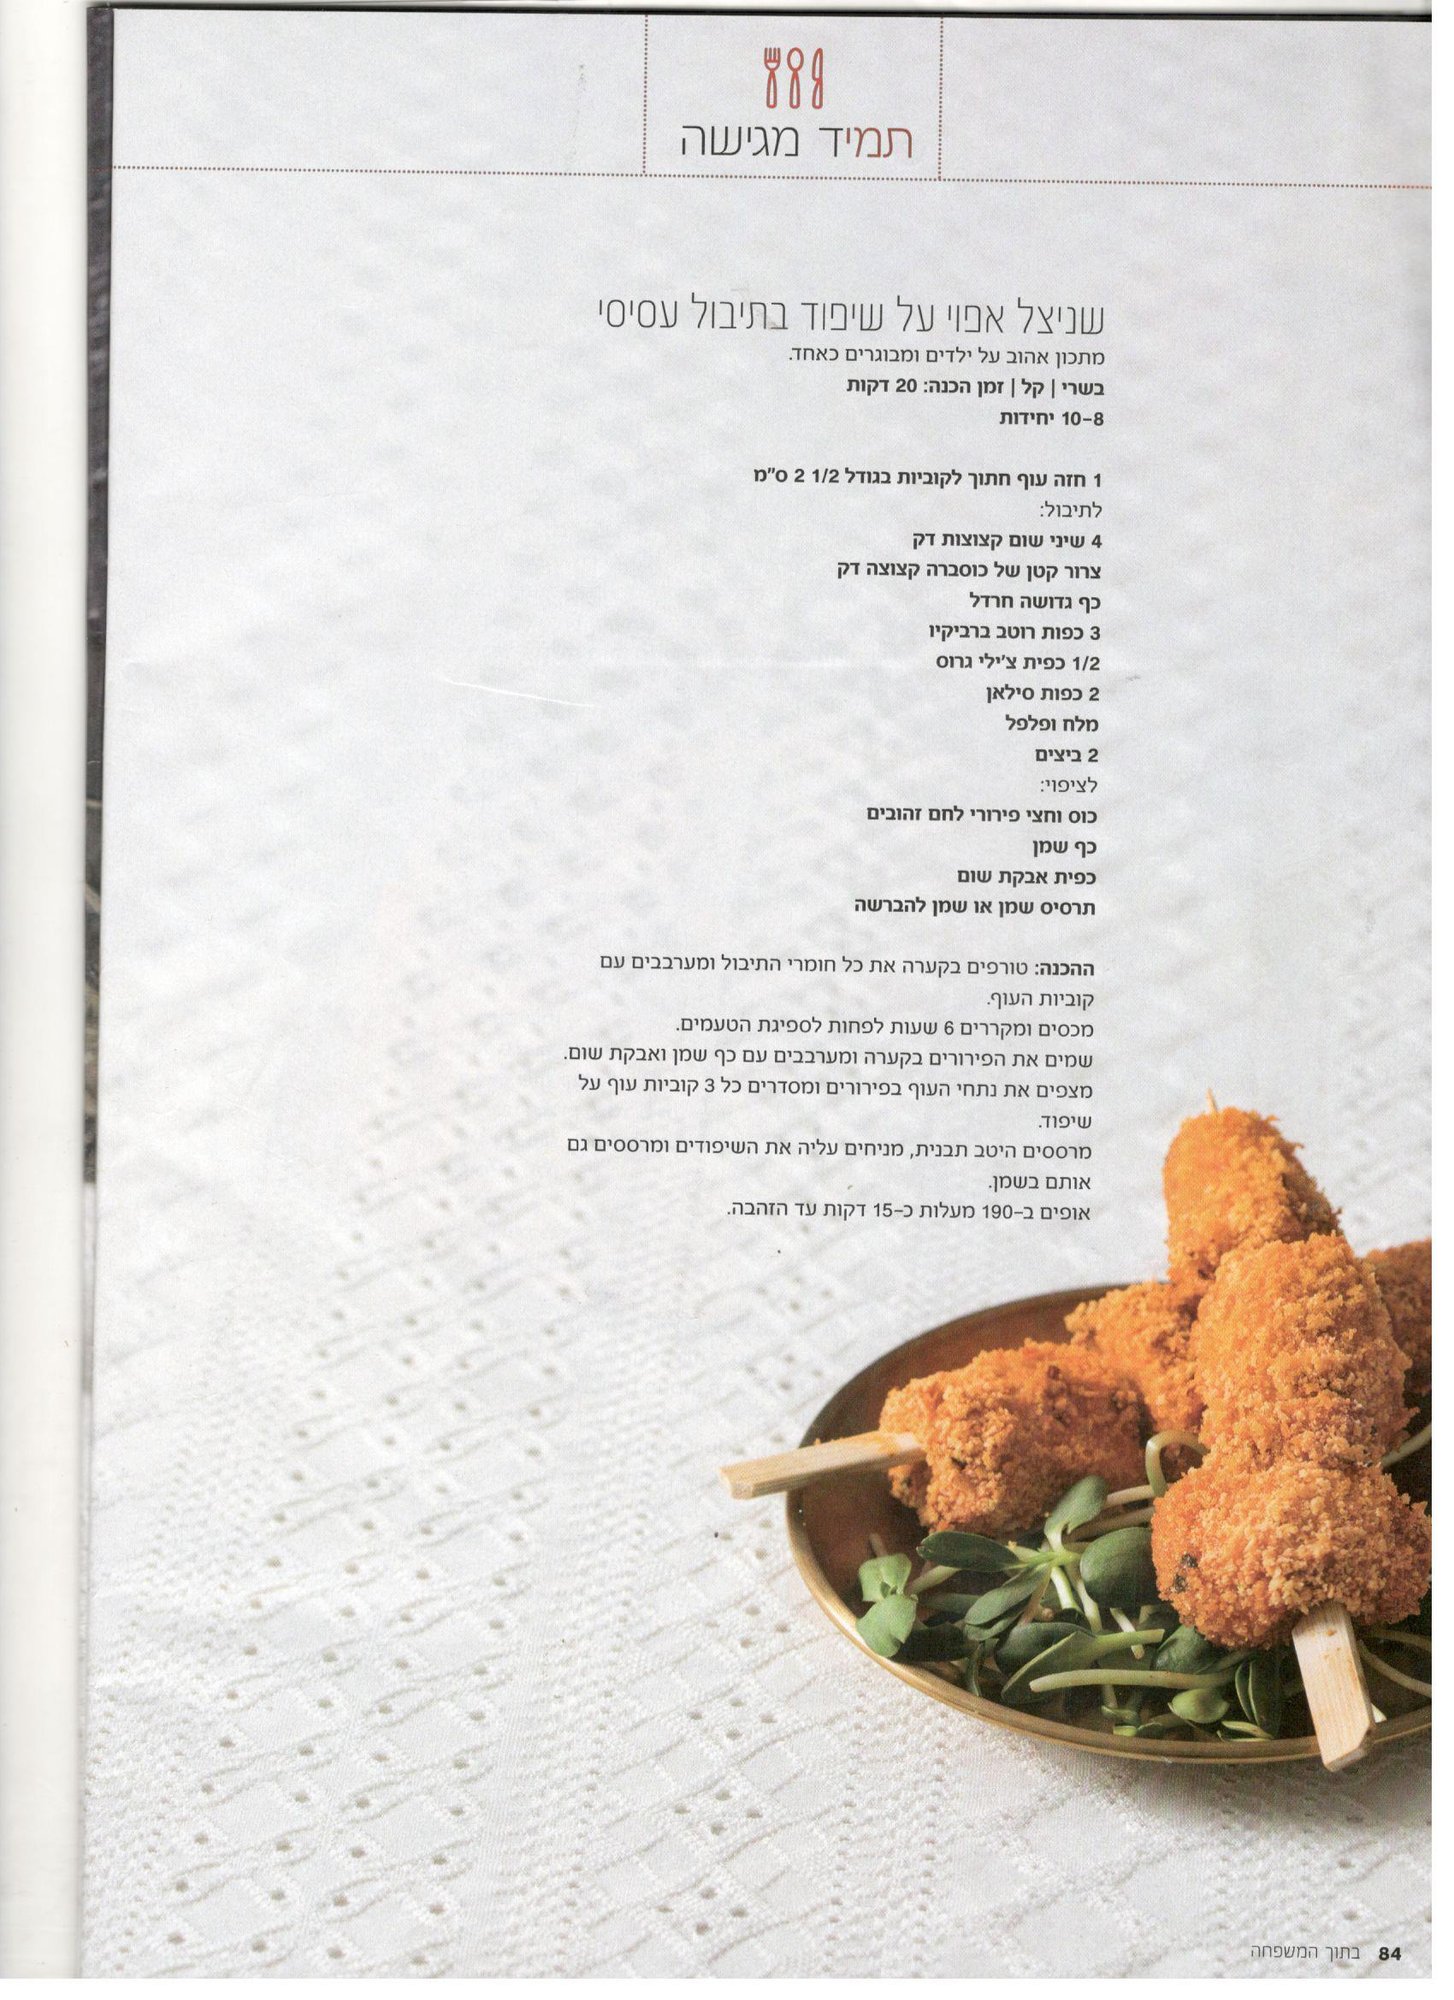 תמיד מגישה
שניצל אפוי על שיפוד בתיבול עסיסי
מתכון אהוב על ילדים ומבוגרים כאחד.
בשרי | קל | זמן הכנה: 20 דקות
8–10 יחידות
1 חזה עוף חתוך לקוביות בגודל 1/2 2 ס"מ
לתיבול:
4 שיני שום קצוצות דק
צרור קטן של כוסברה קצוצה דק
כף גדושה חרדל
3 כפות רוטב ברביקיו
1/2 כפית צ'ילי גרוס
2 כפות סילאן
מלח ופלפל
2 ביצים
לציפוי:
כוס וחצי פירורי לחם זהובים
כף שמן
כפית אבקת שום
תרסיס שמן או שמן להברשה
ההכנה: טורפים בקערה את כל חומרי התיבול ומערבבים עם
קוביות העוף.
מכסים ומקררים 6 שעות לפחות לספיגת הטעמים.
שמים את הפירורים בקערה ומערבבים עם כף שמן ואבקת שום.
מצפים את נתחי העוף בפירורים ומסדרים כל 3 קוביות עוף על
שיפוד.
מרססים היטב תבנית, מניחים עליה את השיפודים ומרססים גם
אותם בשמן.
אופים ב–190 מעלות כ–15 דקות עד הזהבה.
84 בתוך המשפחה